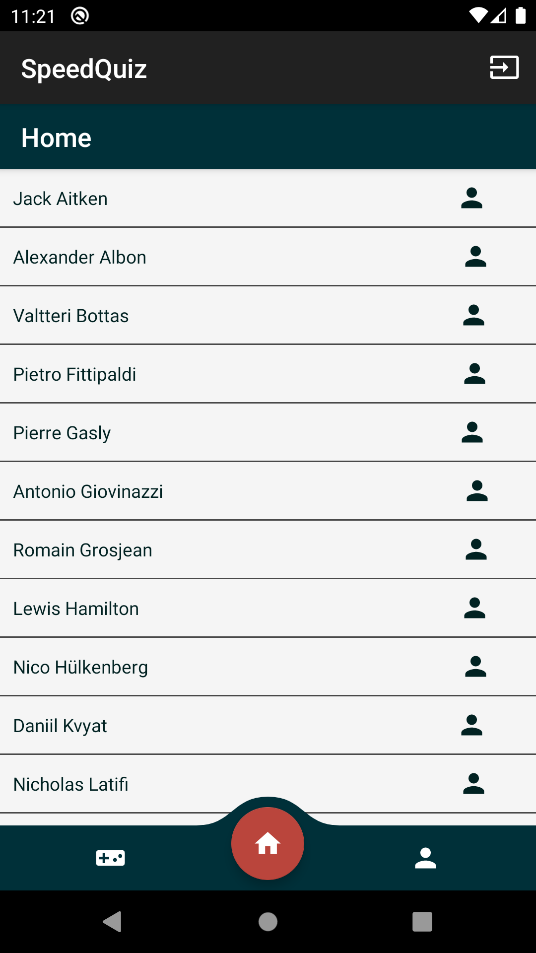 11:21
SpeedQuiz
Home
Jack Aitken
Alexander Albon
Valtteri Bottas
Pietro Fittipaldi
Pierre Gasly
Antonio Giovinazzi
Romain Grosjean
Lewis Hamilton
Nico Hülkenberg
Daniil Kvyat
Nicholas Latifi